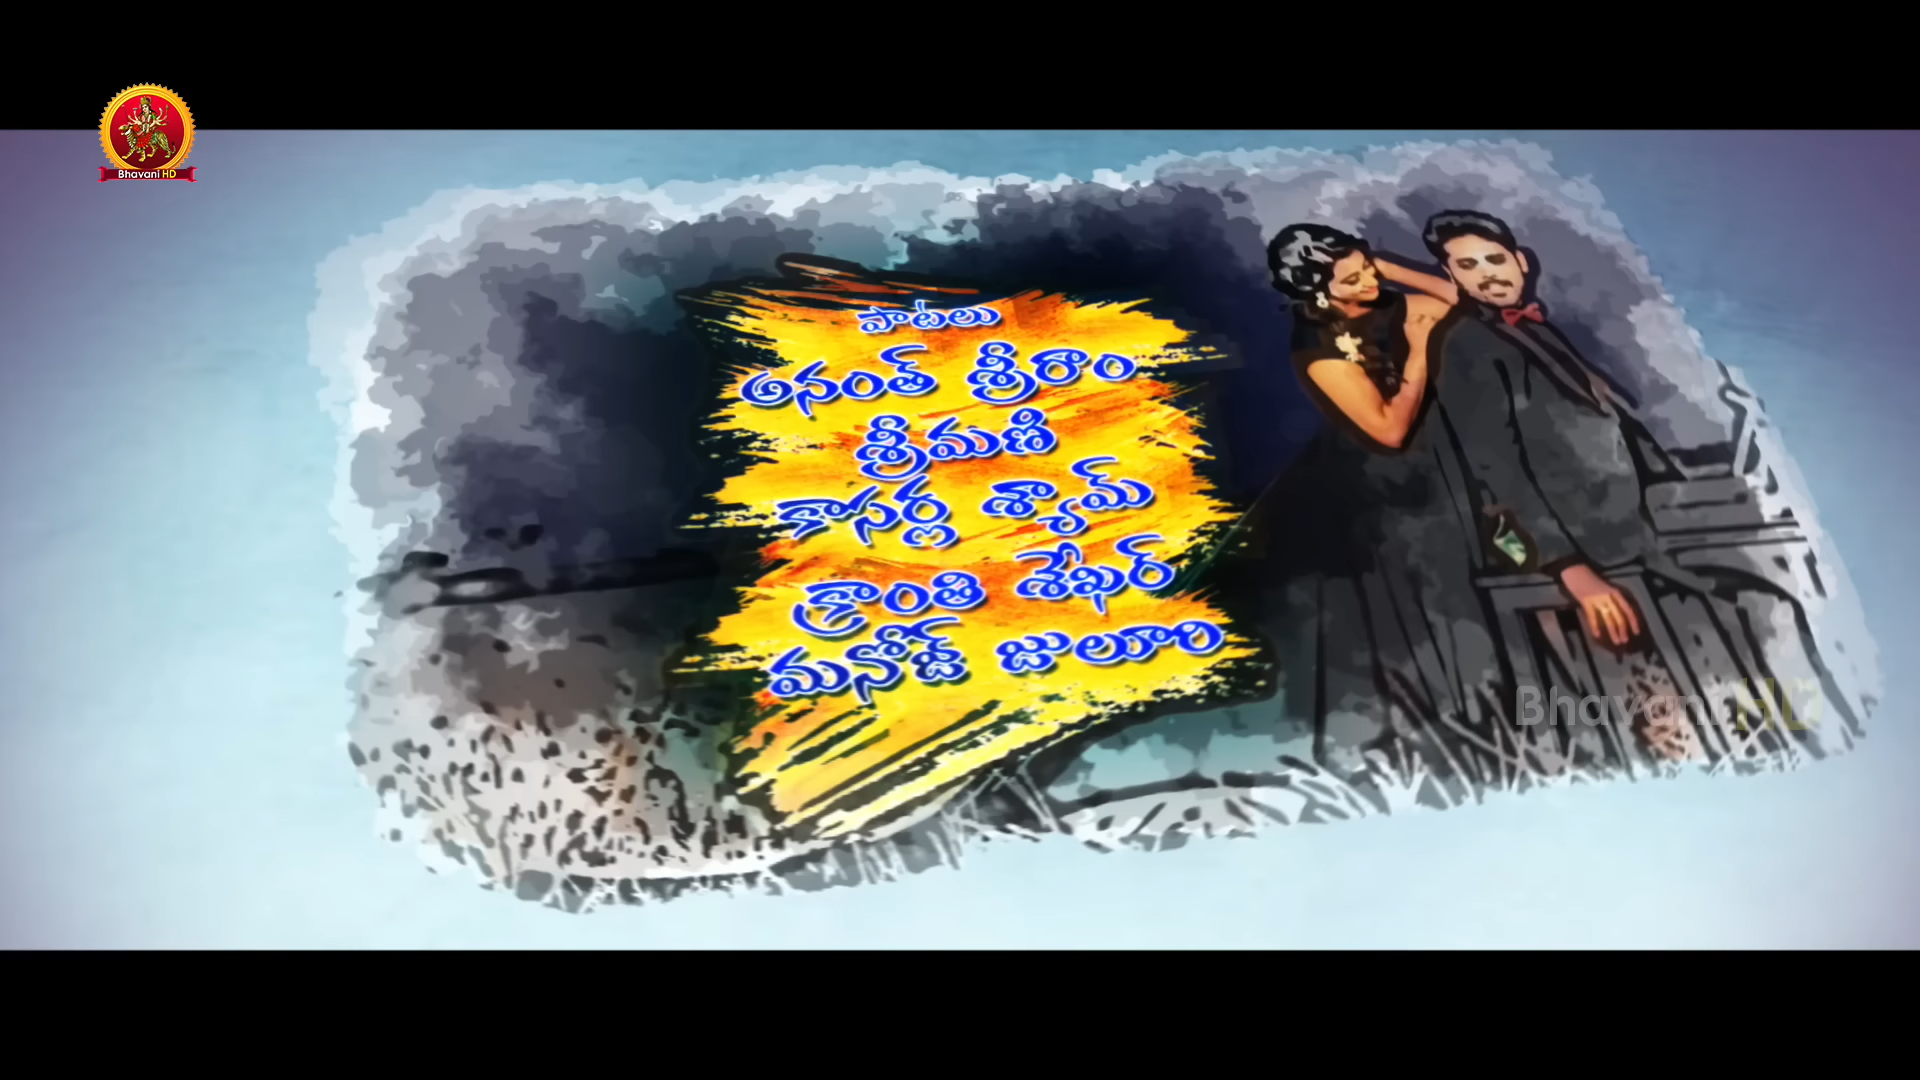 Bhavani HD
పాటలు
అనంత్ శ్రీరాం
శ్రీమణి
కాసర్ల శ్యామ్
క్రాంతి శేఖర్
మనోజ్ జులూరి
Bhavani HD